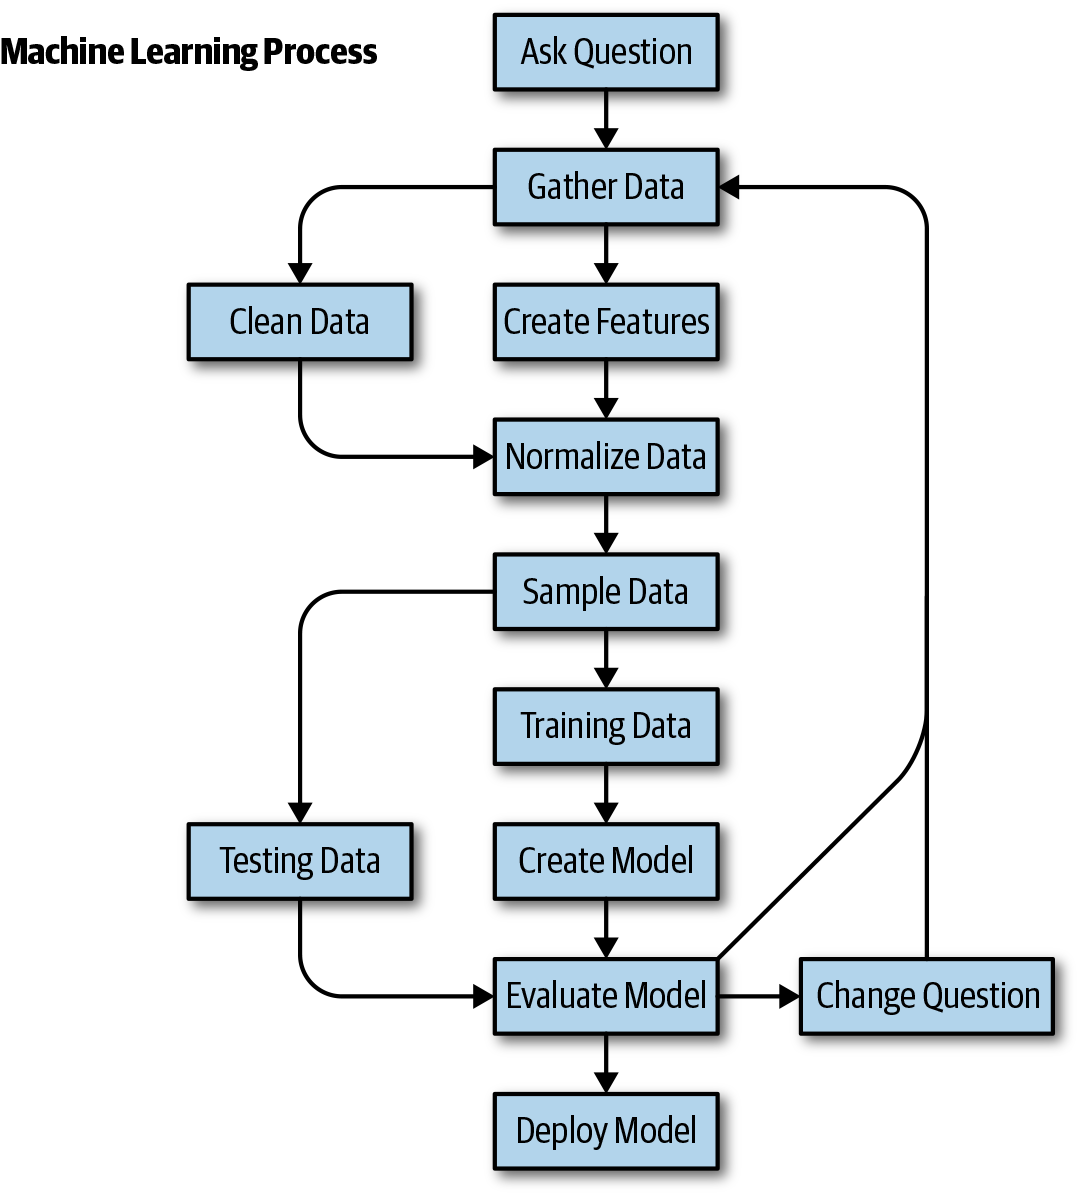 Machine Learning Process
Ask Question
Gather Data
Clean Data
Create Features
Normalize Data
Sample Data
Training Data
Testing Data
Create Model
Evaluate Model
Change Question
Deploy Model